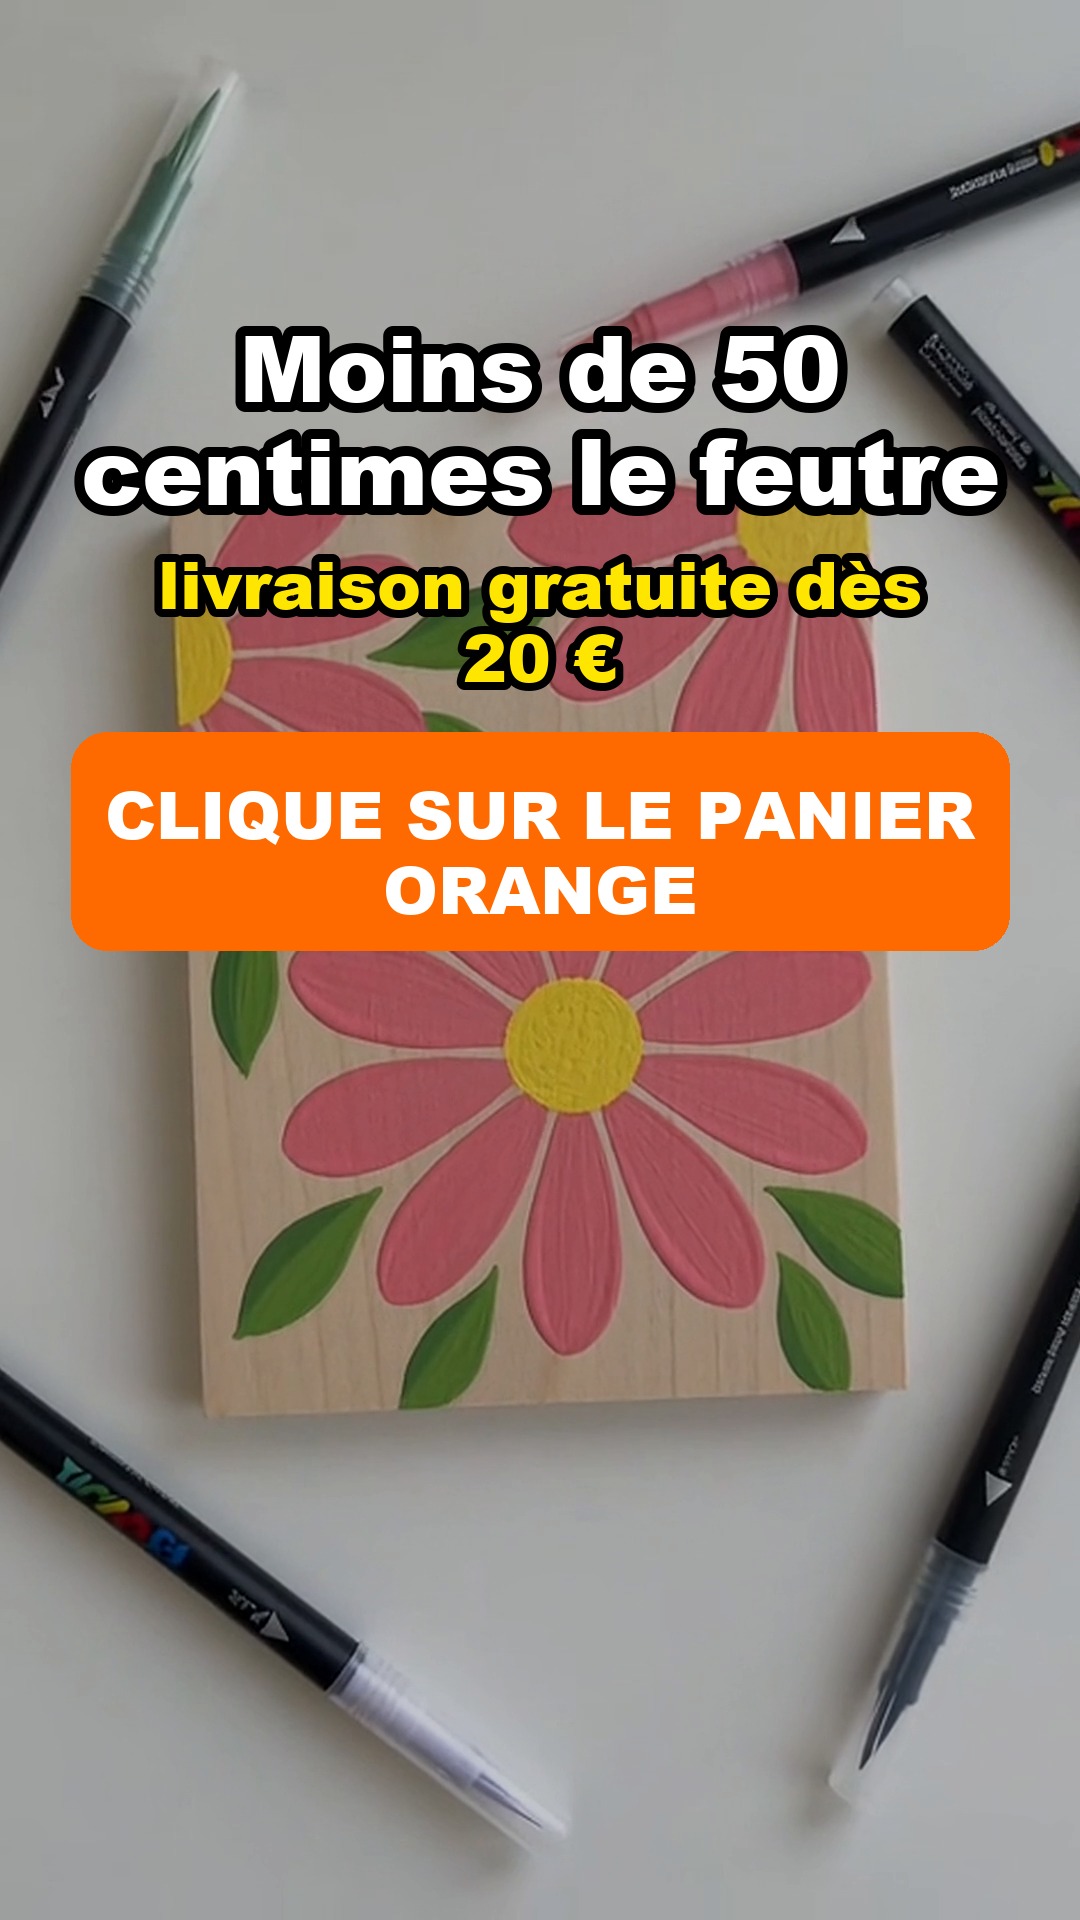 Moins de 50
centimes le feutre
livraison gratuite dès
20 €
CLIQUE SUR LE PANIER
ORANGE